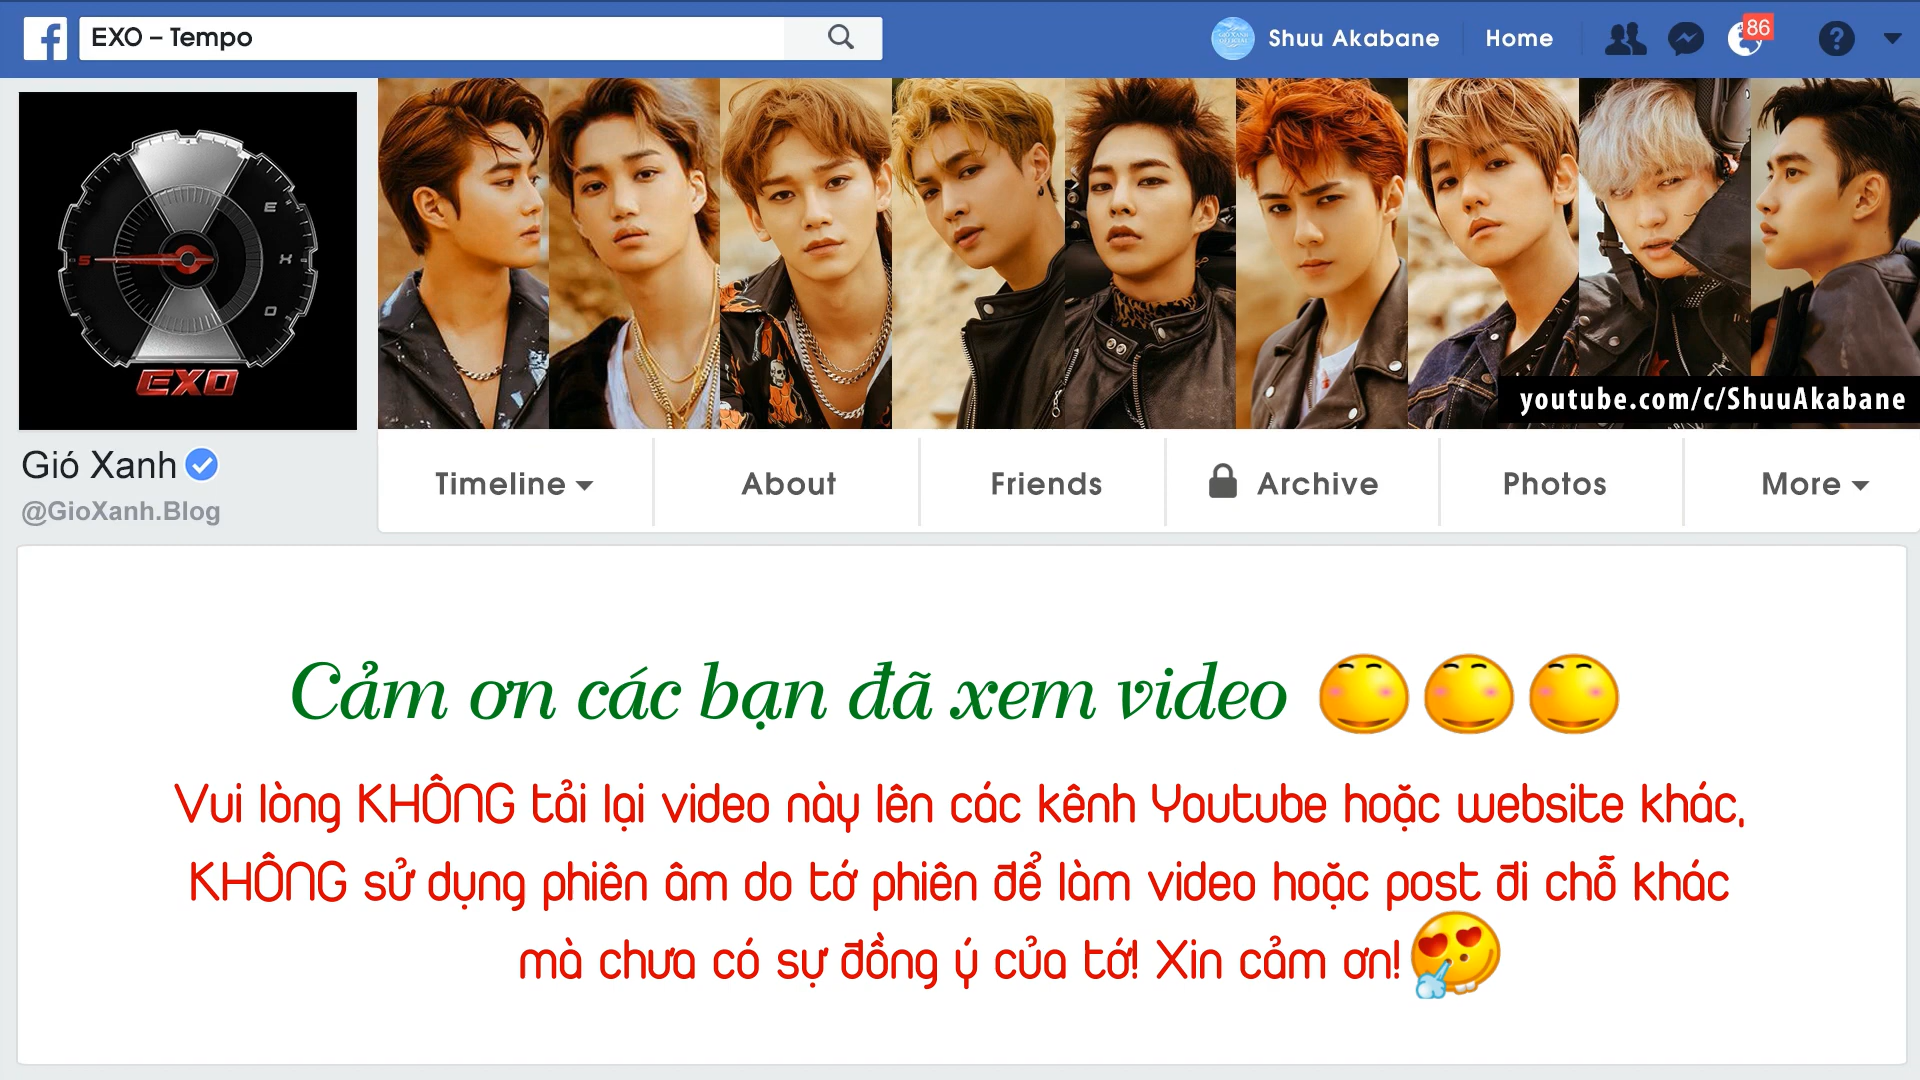 EXO – Tempo
Shuu Akabane
Home
86
?
S
E
X
O
EXO
youtube.com/c/ShuuAkabane
Gió Xanh
@GioXanh.Blog
Timeline
About
Friends
Archive
Photos
More
Cảm ơn các bạn đã xem video
Vui lòng KHÔNG tải lại video này lên các kênh Youtube hoặc website khác,
KHÔNG sử dụng phiên âm do tớ phiên để làm video hoặc post đi chỗ khác
mà chưa có sự đồng ý của tớ! Xin cảm ơn!